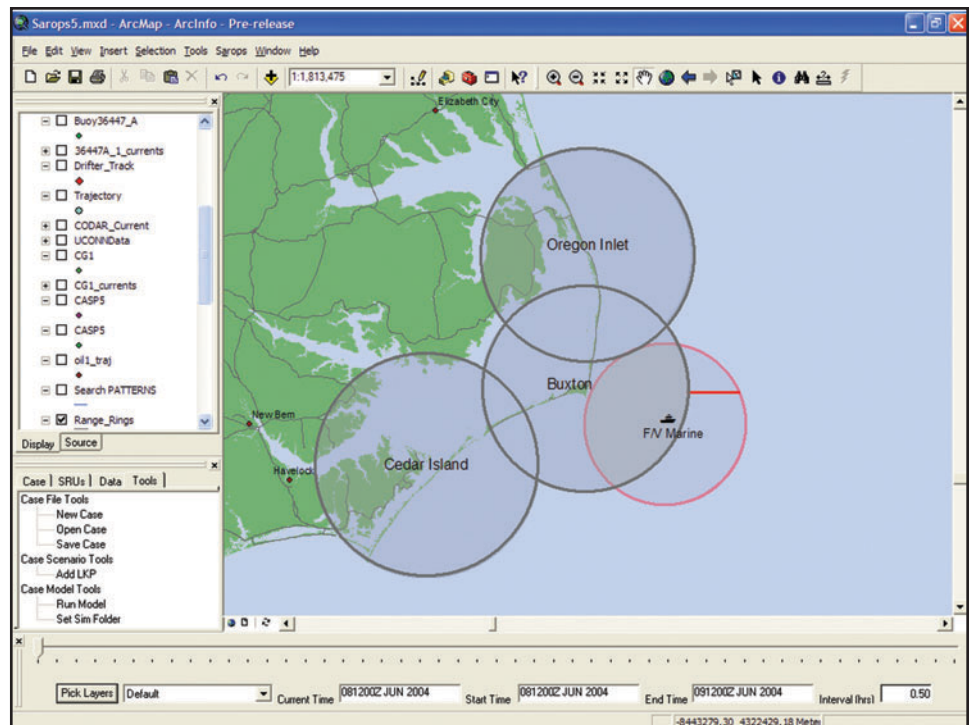 Sarops5.mxd - ArcMap - ArcInfo - Pre-release
File Edit View Insert Selection Tools Sarops Window Help
1:1,813,475
Buoy36447_A
36447A_1_currents
Drifter_Track
Trajectory
CODAR_Current
UCONNData
CG1
CG1_currents
CASP5
CASP5
oil1_traj
Search PATTERNS
Range_Rings
Display Source
Case SRUs Data Tools
Case File Tools
New Case
Open Case
Save Case
Case Scenario Tools
Add LKP
Case Model Tools
Run Model
Set Sim Folder
Elizabeth City
Oregon Inlet
Buxton
New Bern
F/V Marine
Cedar Island
Havelock
Pick Layers Default Current Time 081200Z JUN 2004 Start Time 081200Z JUN 2004 End Time 091200Z JUN 2004 Interval (hrs) 0.50
-8443279.30 4322429.18 Meter